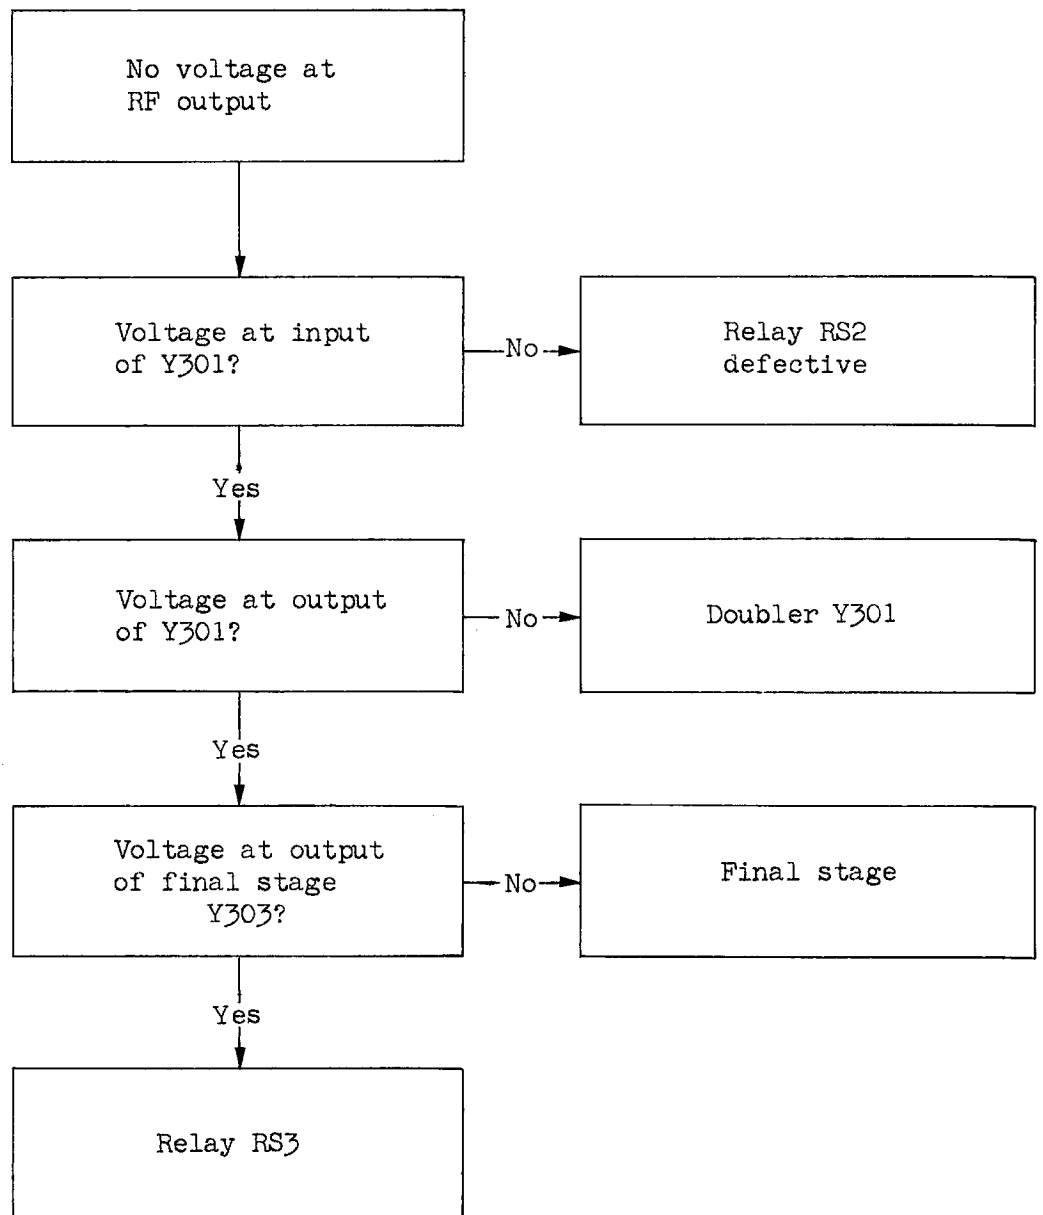 No voltage at
RF output
Voltage at input
of Y301?
No
Relay RS2
defective
Yes
Voltage at output
of Y301?
No
Doubler Y301
Yes
Voltage at output
of final stage
Y303?
No
Final stage
Yes
Relay RS3